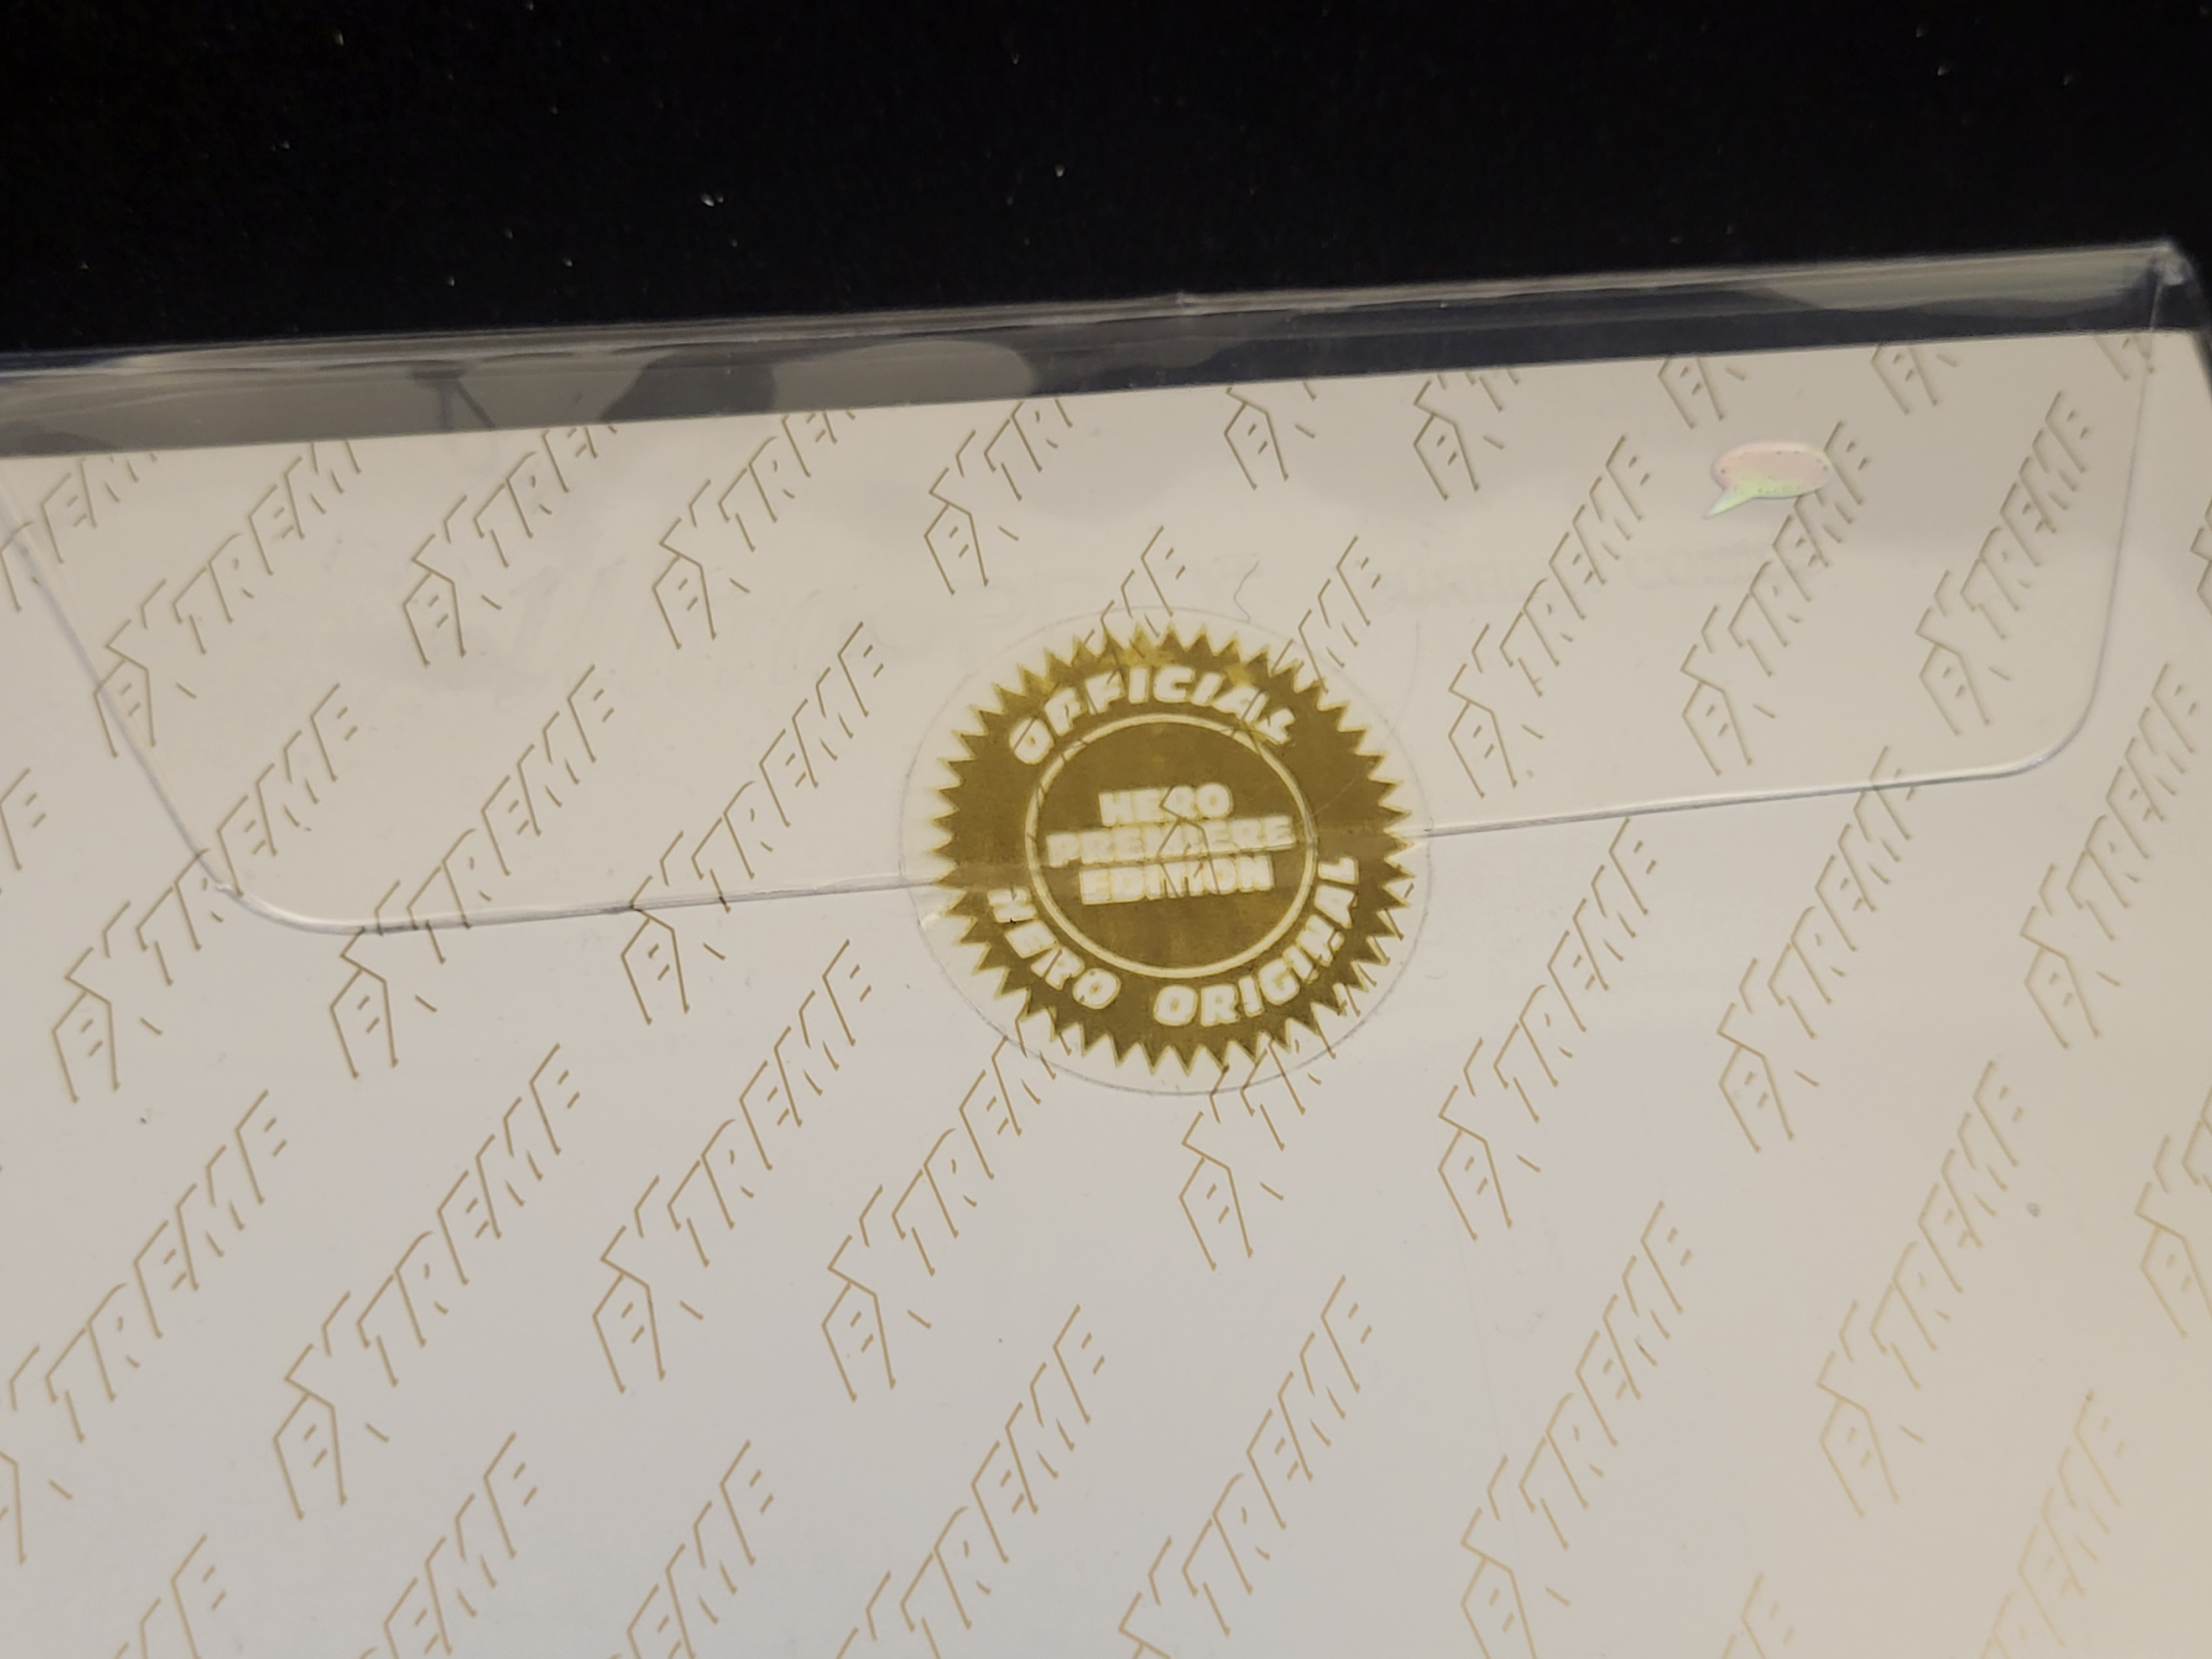 EXTREME
OFFICIAL
HERO
PREMIERE
EDITION
HERO ORIGINAL